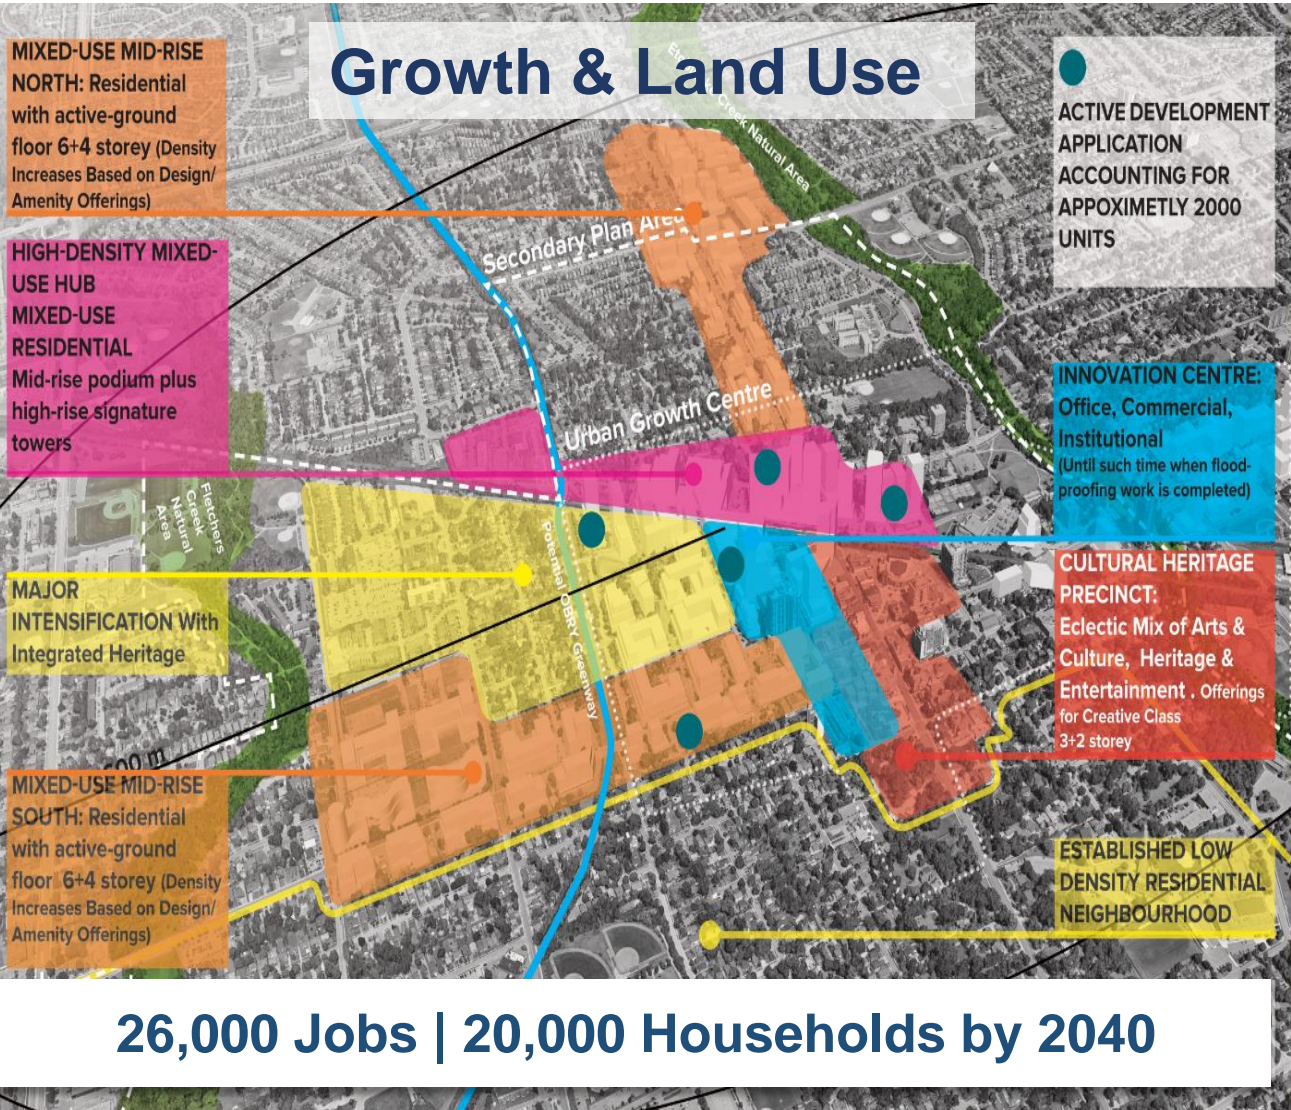 Growth & Land Use
MIXED-USE MID-RISE
NORTH: Residential
with active-ground
floor 6+4 storey (Density
Increases Based on Design/
Amenity Offerings)
HIGH-DENSITY MIXED-
USE HUB
MIXED-USE
RESIDENTIAL
Mid-rise podium plus
high-rise signature
towers
MAJOR
INTENSIFICATION With
Integrated Heritage
MIXED-USE MID-RISE
SOUTH: Residential
with active-ground
floor 6+4 storey (Density
Increases Based on Design/
Amenity Offerings)
Creek Natural Area
Secondary Plan Area
Urban Growth Centre
Fletchers
Creek
Natural
Area
Potential OBRY Greenway
ACTIVE DEVELOPMENT
APPLICATION
ACCOUNTING FOR
APPOXIMETLY 2000
UNITS
INNOVATION CENTRE:
Office, Commercial,
Institutional
(Until such time when flood-
proofing work is completed)
CULTURAL HERITAGE
PRECINCT:
Eclectic Mix of Arts &
Culture, Heritage &
Entertainment . Offerings
for Creative Class
3+2 storey
ESTABLISHED LOW
DENSITY RESIDENTIAL
NEIGHBOURHOOD
26,000 Jobs | 20,000 Households by 2040